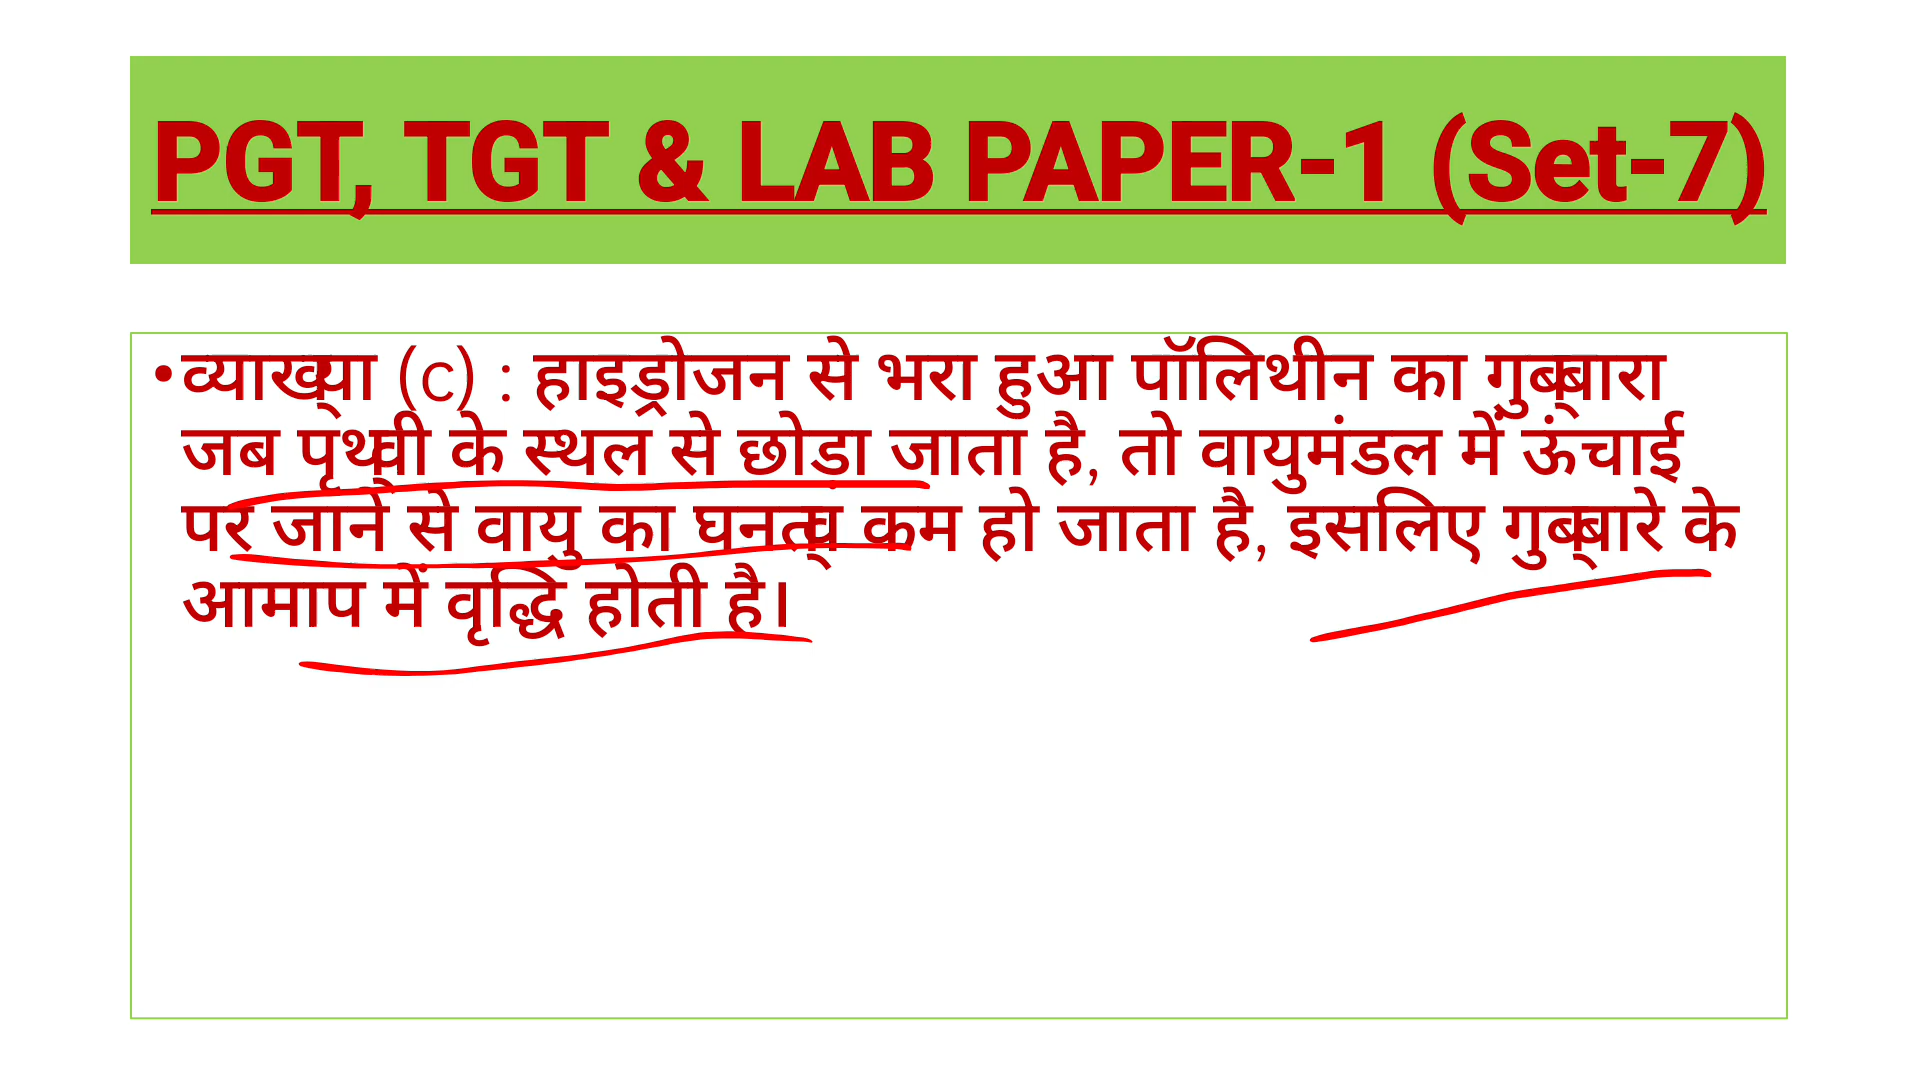 PGT, TGT & LAB PAPER-1 (Set-7)
•व्याख्या (c) : हाइड्रोजन से भरा हुआ पॉलिथीन का गुब्बारा
जब पृथ्वी के स्थल से छोडा जाता है, तो वायुमंडल में ऊंचाई
पर जाने से वायु का घनत्व कम हो जाता है, इसलिए गुब्बारे के
आमाप में वृद्धि होती है।